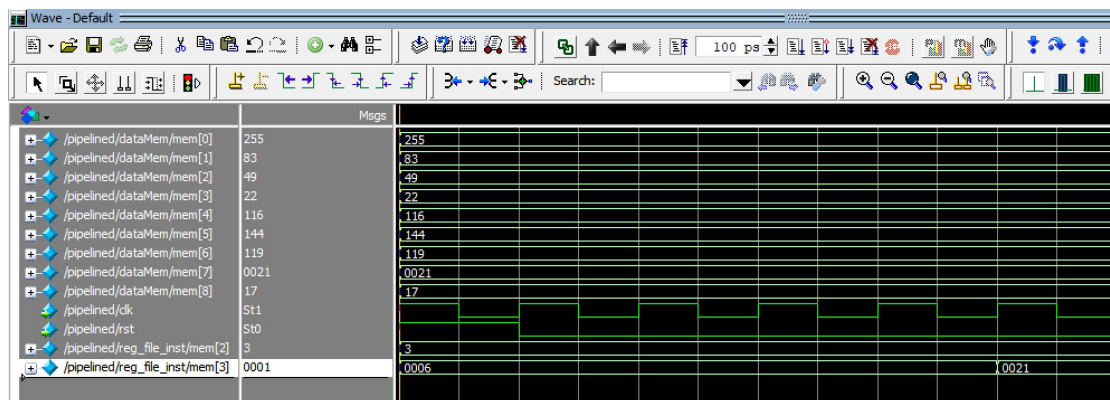 Wave - Default
100 ps
Search:
Msgs
/pipelined/dataMem/mem[0] 255 255
/pipelined/dataMem/mem[1] 83 83
/pipelined/dataMem/mem[2] 49 49
/pipelined/dataMem/mem[3] 22 22
/pipelined/dataMem/mem[4] 116 116
/pipelined/dataMem/mem[5] 144 144
/pipelined/dataMem/mem[6] 119 119
/pipelined/dataMem/mem[7] 0021 0021
/pipelined/dataMem/mem[8] 17 17
/pipelined/clk St1
/pipelined/rst St0
/pipelined/reg_file_inst/mem[2] 3 3
/pipelined/reg_file_inst/mem[3] 0001 0006 0021